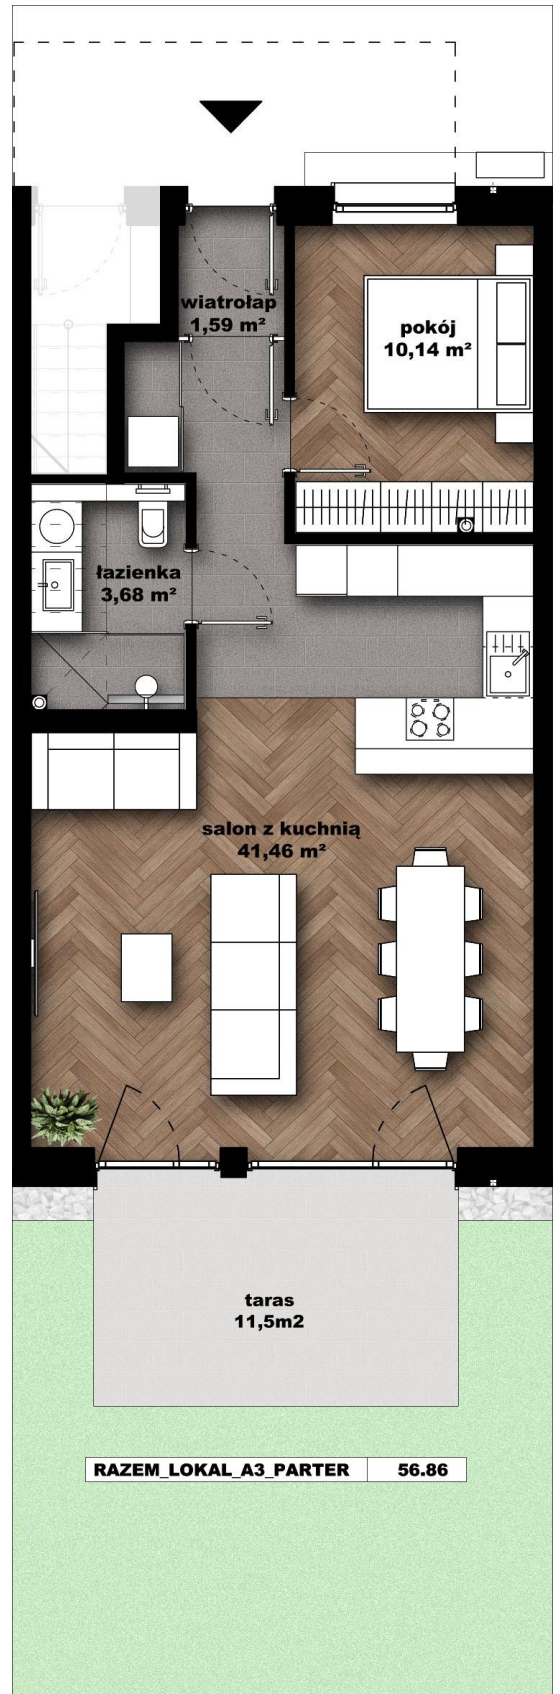 wiatrołap
1,59 m²
pokój
10,14 m²
łazienka
3,68 m²
salon z kuchnią
41,46 m²
taras
11,5m2
RAZEM_LOKAL_A3_PARTER 56.86